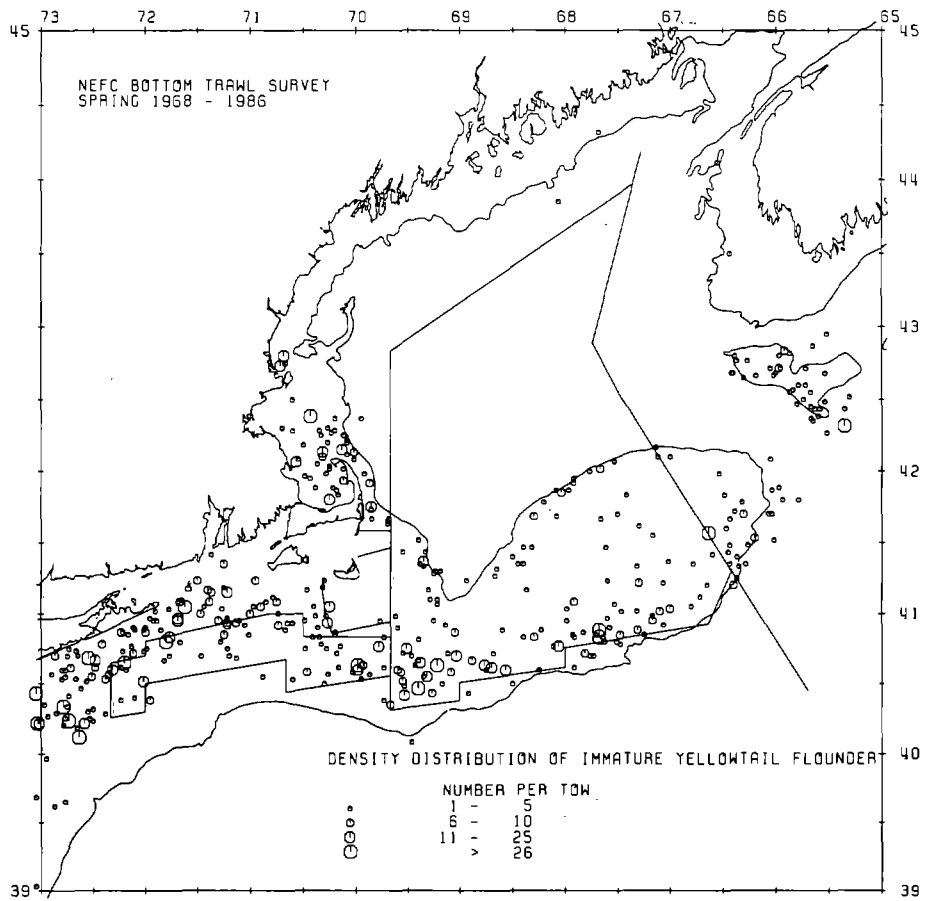 73 72 71 70 69 68 67 66 65
45 45
NEFC BOTTOM TRAWL SURVEY
SPRING 1968 - 1986
44 44
43 43
42 42
41 41
40 40
DENSITY DISTRIBUTION OF IMMATURE YELLOWTAIL FLOUNDER
NUMBER PER TOW
1 - 5
6 - 10
11 - 25
> 26
39 39